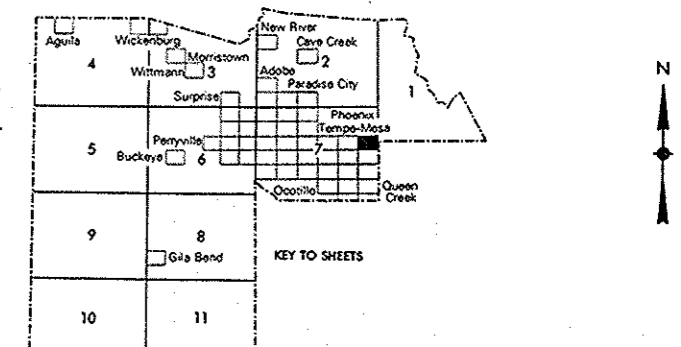 New River
Aguila
Wickenburg
Cave Creek
4
Morristown
2
Wittmann
3
Adobe
Paradise City
1
Surprise
Phoenix
Tempe-Mesa
5
Perryville
7
Buckeye
6
Ocotillo
Queen
Creek
9
8
Gila Bend
KEY TO SHEETS
10
11
N